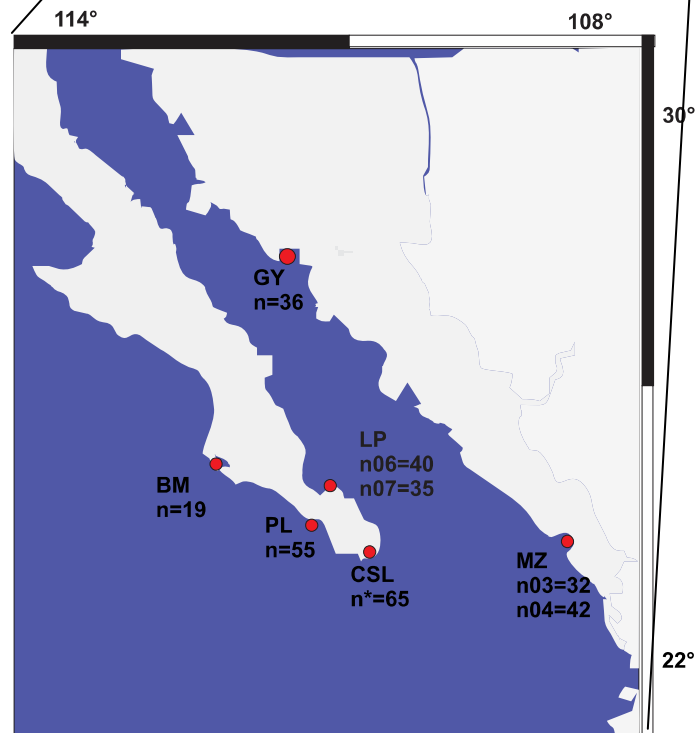 114°
108°
30°
GY
n=36
LP
n06=40
n07=35
BM
n=19
PL
n=55
CSL
n*=65
MZ
n03=32
n04=42
22°